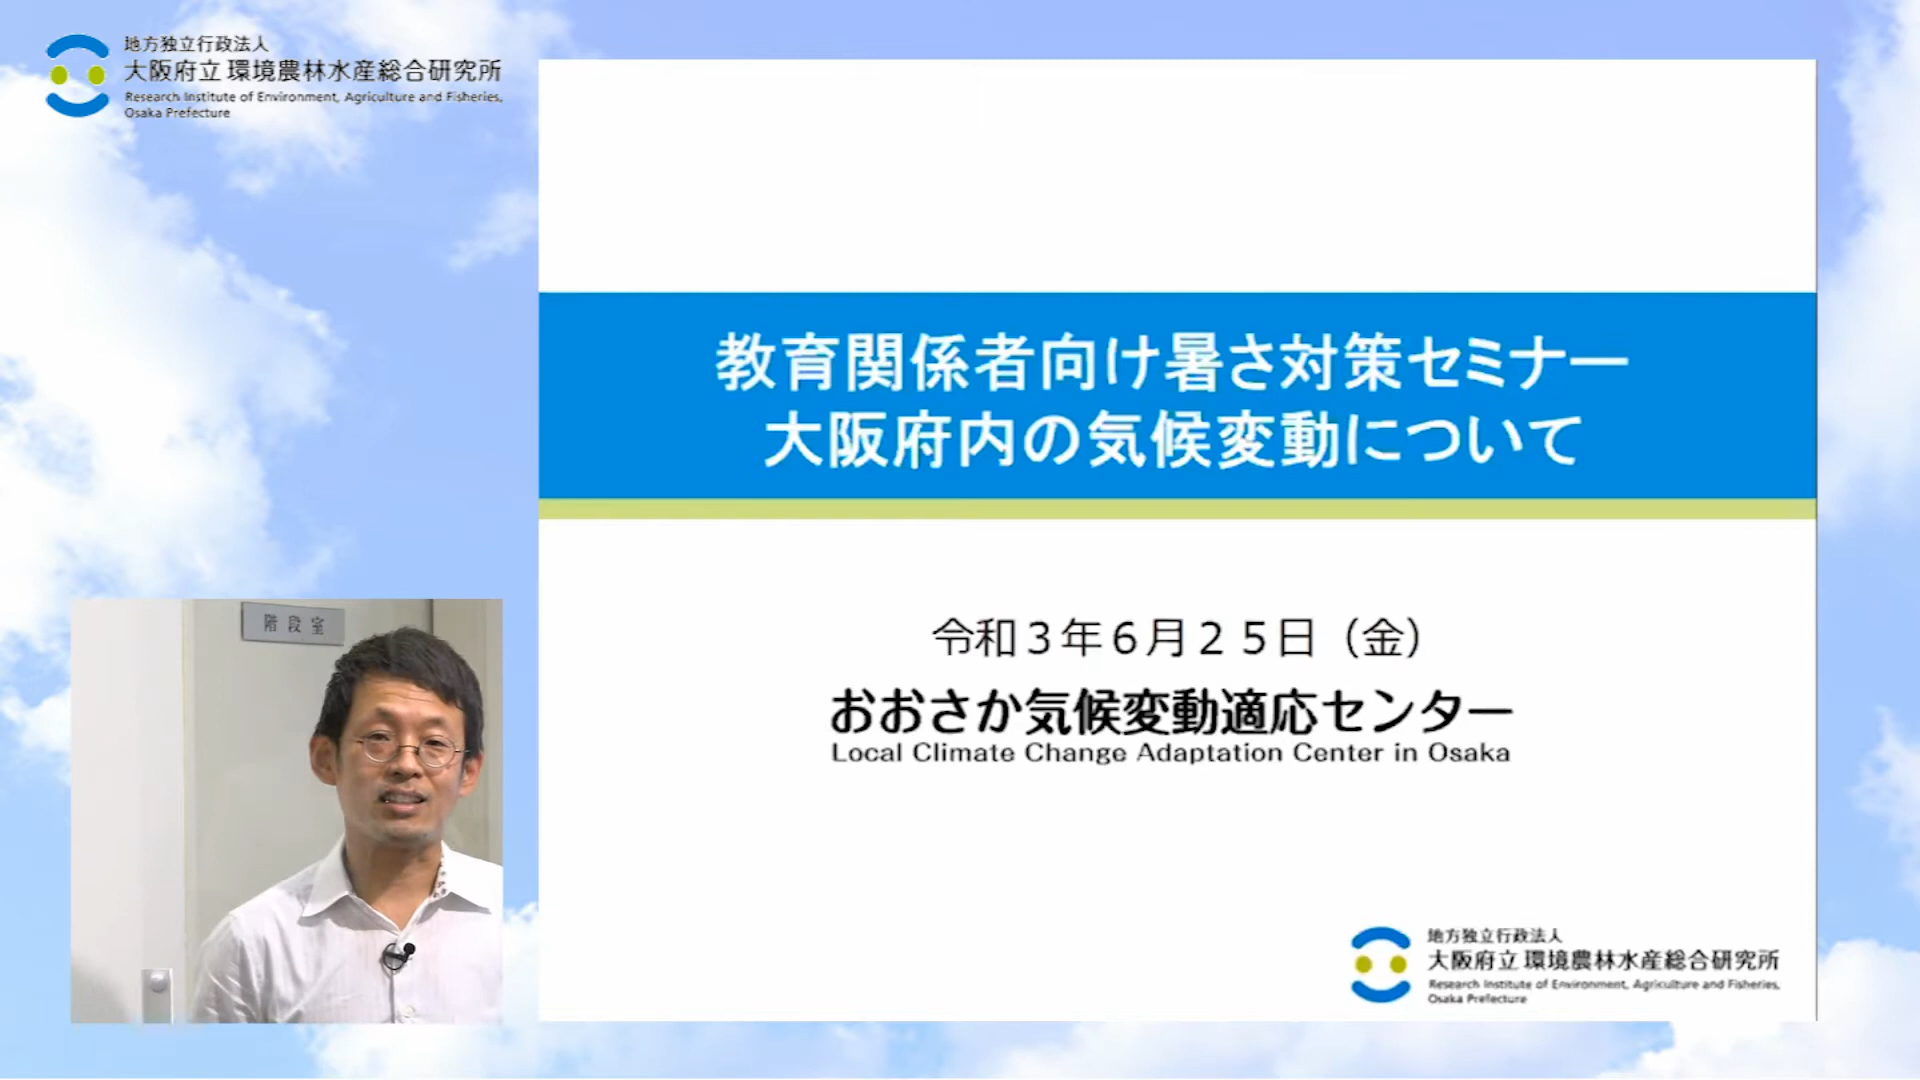 地方独立行政法人
大阪府立 環境農林水産総合研究所
Research Institute of Environment, Agriculture and Fisheries,
Osaka Prefecture
教育関係者向け暑さ対策セミナー
大阪府内の気候変動について
令和３年６月２５日（金）
おおさか気候変動適応センター
Local Climate Change Adaptation Center in Osaka
階段室
地方独立行政法人
大阪府立 環境農林水産総合研究所
Research Institute of Environment, Agriculture and Fisheries,
Osaka Prefecture